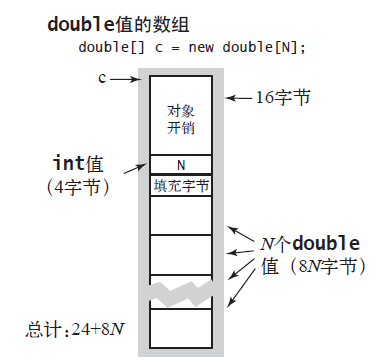 double值的数组
double[] c = new double[N];
c
16字节
对象
开销
int值
（4字节）
N
填充字节
N个double
值（8N字节）
总计:24+8N